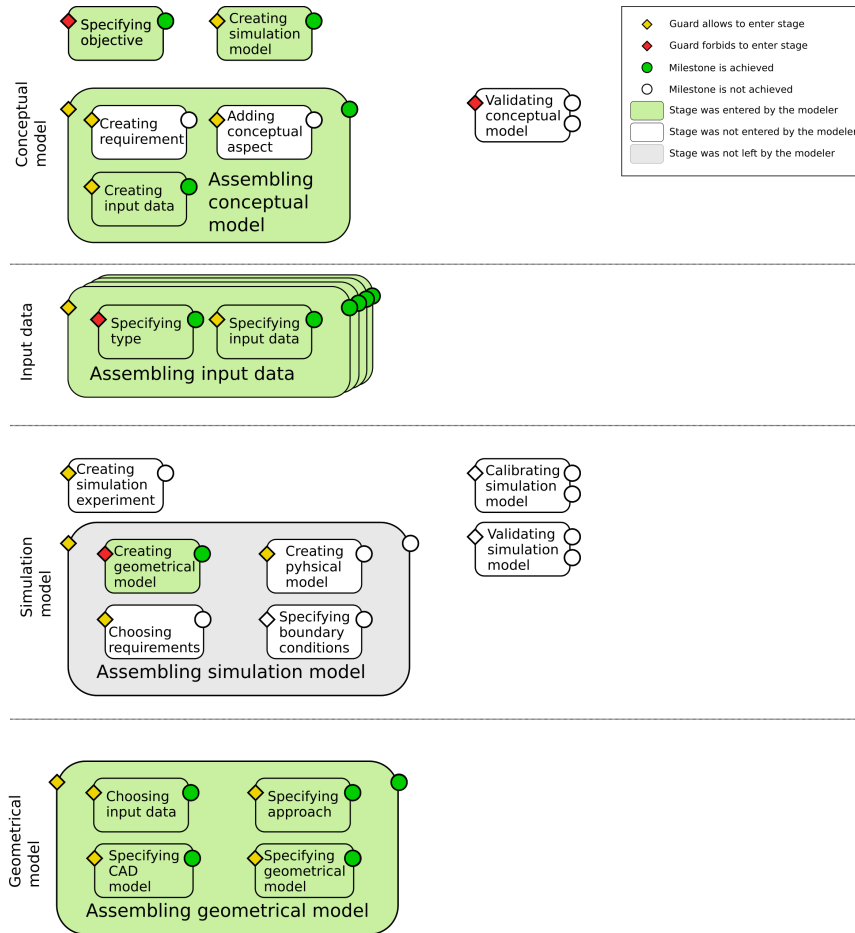 Specifying
objective
Creating
simulation
model
Guard allows to enter stage
Guard forbids to enter stage
Milestone is achieved
Milestone is not achieved
Stage was entered by the modeler
Stage was not entered by the modeler
Stage was not left by the modeler
Conceptual
model
Creating
requirement
Adding
conceptual
aspect
Creating
input data
Assembling
conceptual
model
Validating
conceptual
model
Input data
Specifying
type
Specifying
input data
Assembling input data
Simulation
model
Creating
simulation
experiment
Calibrating
simulation
model
Validating
simulation
model
Creating
geometrical
model
Creating
pyhsical
model
Choosing
requirements
Specifying
boundary
conditions
Assembling simulation model
Geometrical
model
Choosing
input data
Specifying
approach
Specifying
CAD
model
Specifying
geometrical
model
Assembling geometrical model